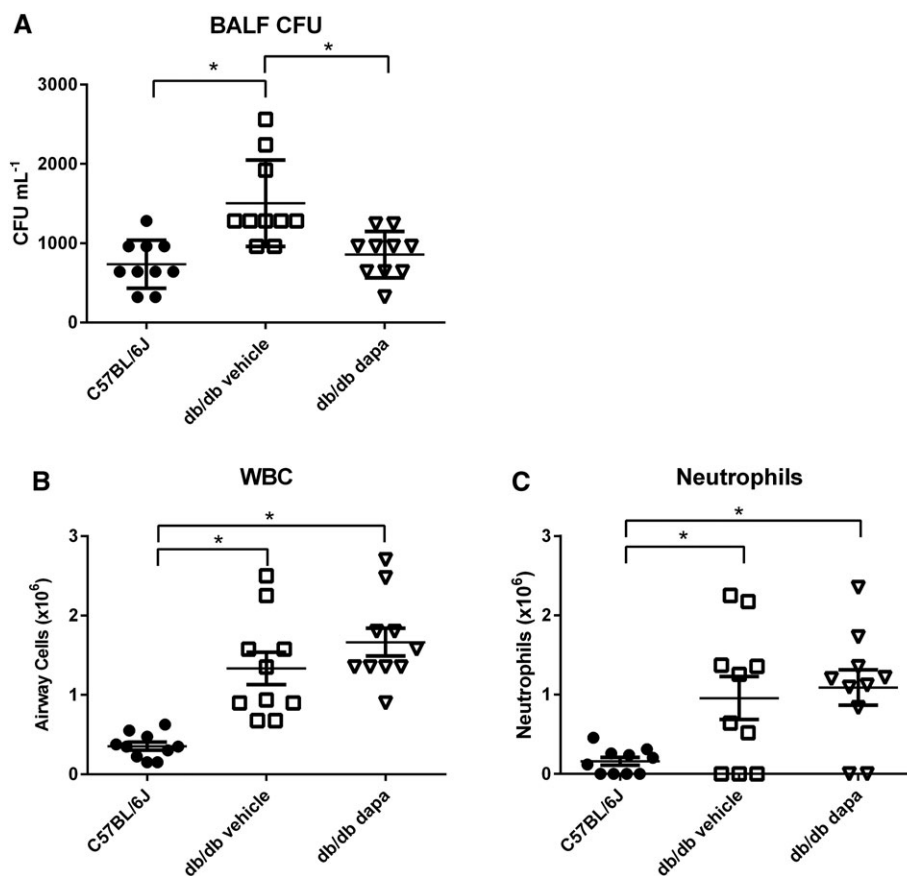 A
BALF CFU
*
*
3000
2000
1000
0
CFU mL-1
C57BL/6J
db/db vehicle
db/db dapa
B
WBC
*
*
3
2
1
0
Airway Cells (x10⁶)
C57BL/6J
db/db vehicle
db/db dapa
C
Neutrophils
*
*
3
2
1
0
Neutrophils (x10⁶)
C57BL/6J
db/db vehicle
db/db dapa